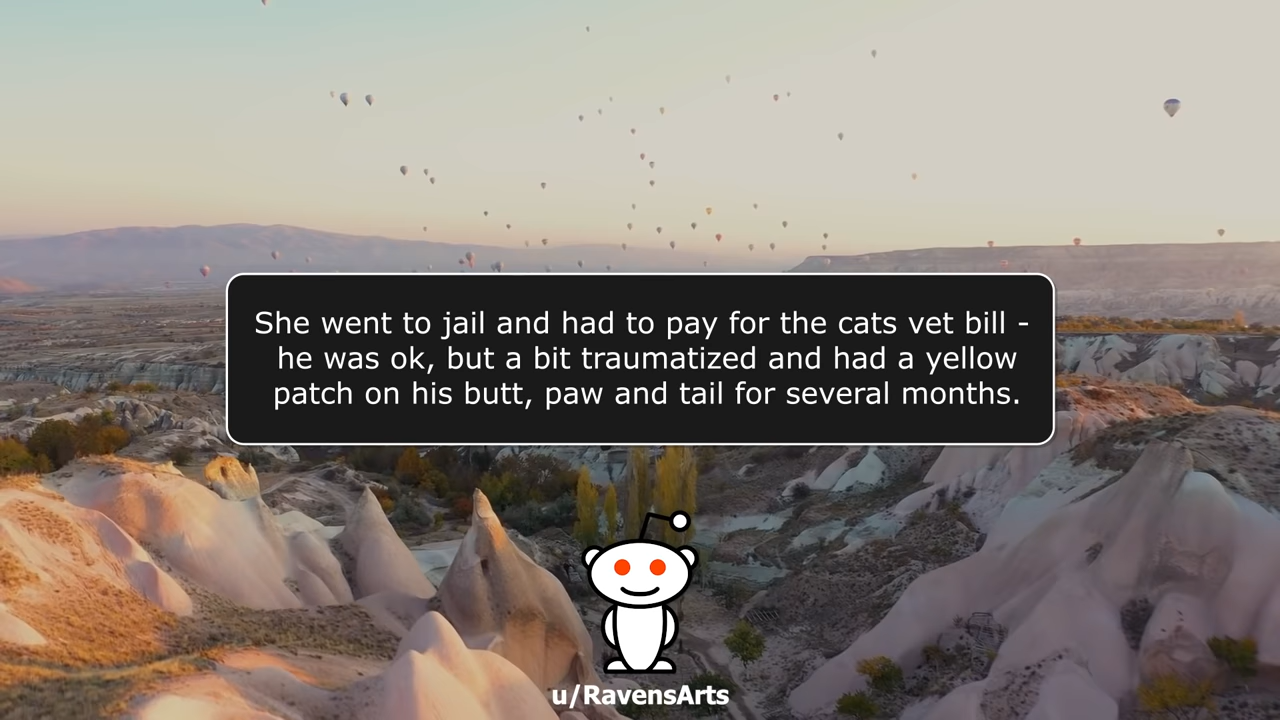 She went to jail and had to pay for the cats vet bill -
he was ok, but a bit traumatized and had a yellow
patch on his butt, paw and tail for several months.
u/RavensArts